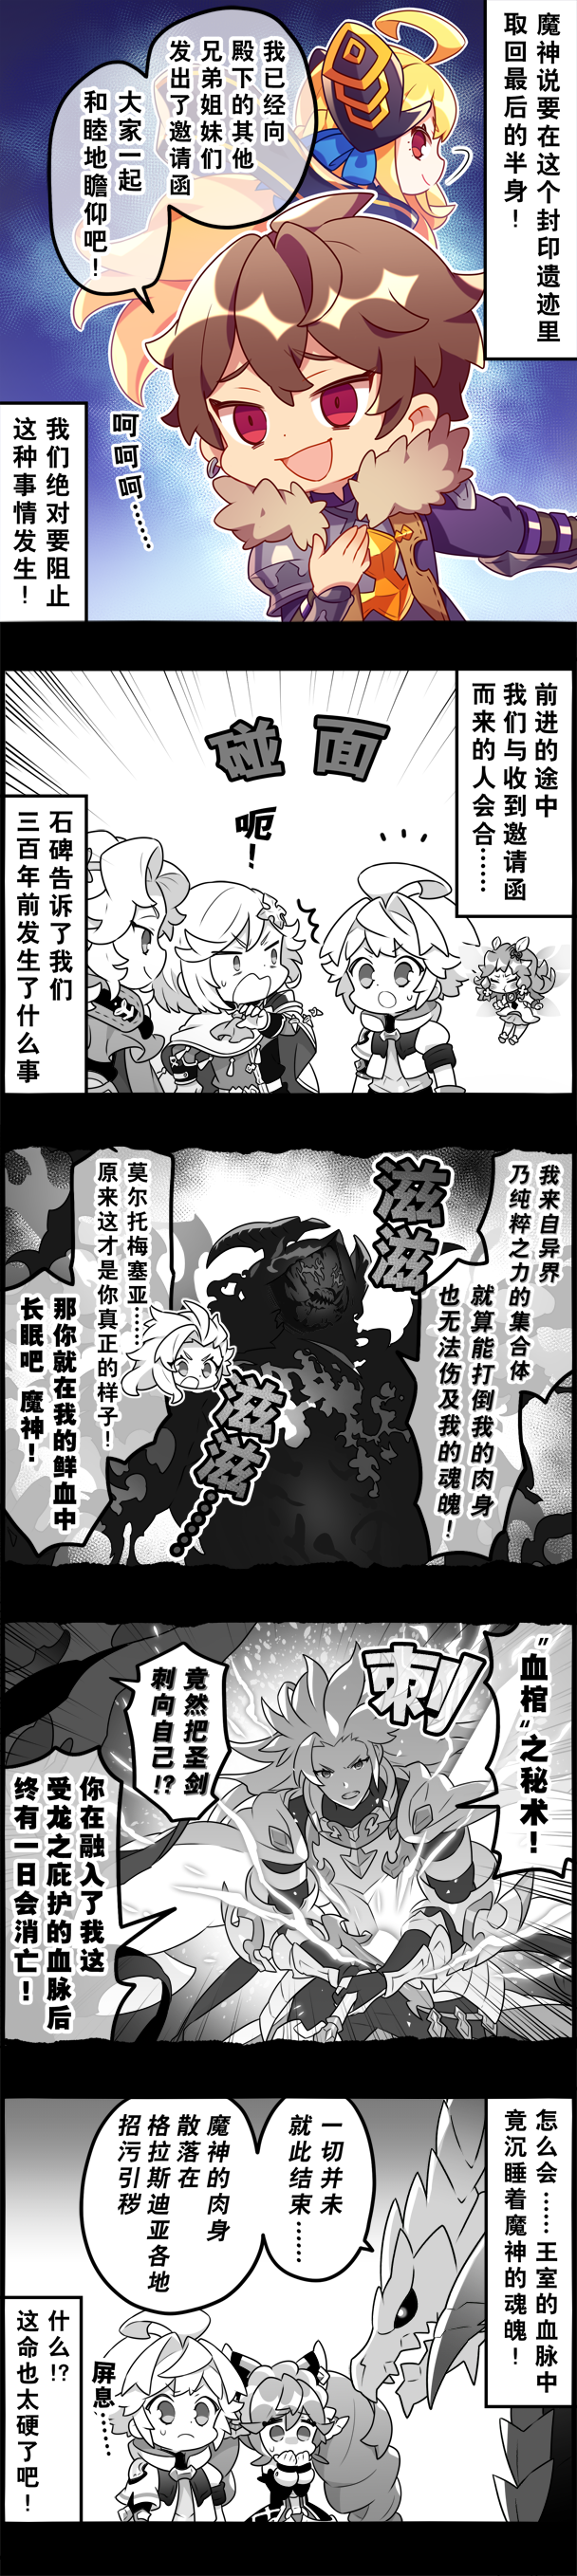 魔神说要在这个封印遗迹里
取回最后的半身！
我已经向
殿下的其他
兄弟姐妹们
发出了邀请函
大家一起
和睦地瞻仰吧！
呵呵呵……
我们绝对要阻止
这种事情发生！
前进的途中
我们与收到邀请函
而来的人会合……
碰面
呃！
石碑告诉了我们
三百年前发生了什么事
我来自异界
乃纯粹之力的集合体
就算能打倒我的肉身
也无法伤及我的魂魄！
滋滋
滋滋……
莫尔托梅塞亚……
原来这才是你真正的样子！
那你就在我的鲜血中
长眠吧 魔神！
“血棺”之秘术！
刺
竟然把圣剑
刺向自己!?
你在融入了我这
受龙之庇护的血脉后
终有一日会消亡！
怎么会……王室的血脉中
竟沉睡着魔神的魂魄！
一切并未
就此结束……
魔神的肉身
散落在
格拉斯迪亚各地
招污引秽
屏息……
什么!?
这命也太硬了吧！